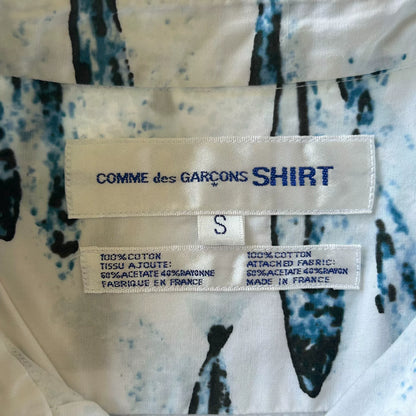 COMME des GARÇONS SHIRT
S
100% COTON
TISSU AJOUTE:
60% ACETATE 40% RAYONNE
FABRIQUE EN FRANCE
100% COTTON
ATTACHED FABRIC:
60% ACETATE 40% RAYON
MADE IN FRANCE